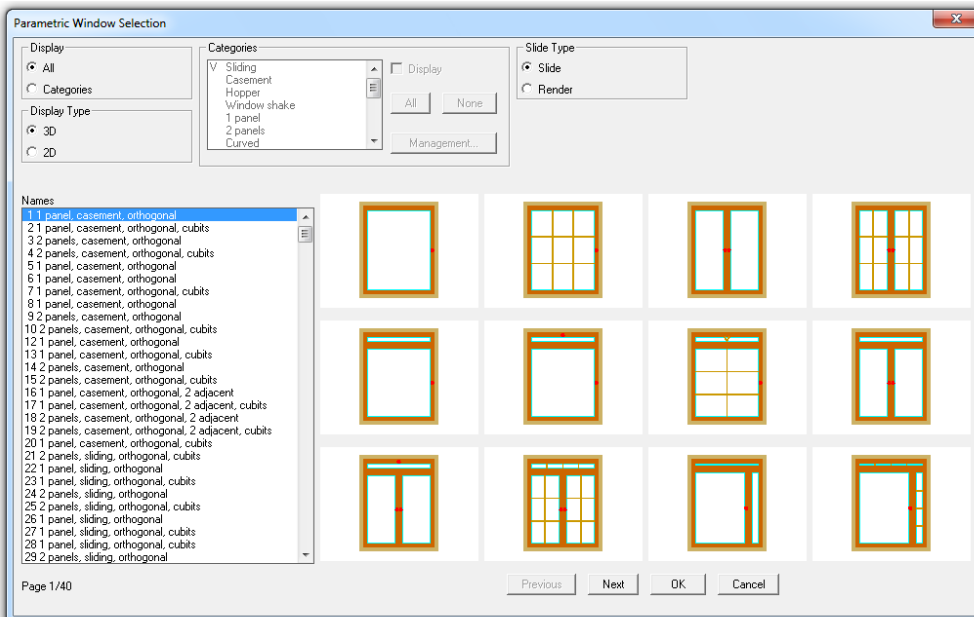 Parametric Window Selection
Display
All
Categories
Display Type
3D
2D
Categories
V Sliding
Casement
Hopper
Window shake
1 panel
2 panels
Curved
Display
All
None
Management...
Slide Type
Slide
Render
Names
1 1 panel, casement, orthogonal
2 1 panel, casement, orthogonal, cubits
3 2 panels, casement, orthogonal
4 2 panels, casement, orthogonal, cubits
5 1 panel, casement, orthogonal
6 1 panel, casement, orthogonal
7 1 panel, casement, orthogonal, cubits
8 1 panel, casement, orthogonal
9 2 panels, casement, orthogonal
10 2 panels, casement, orthogonal, cubits
12 1 panel, casement, orthogonal
13 1 panel, casement, orthogonal, cubits
14 2 panels, casement, orthogonal
15 2 panels, casement, orthogonal, cubits
16 1 panel, casement, orthogonal, 2 adjacent
17 1 panel, casement, orthogonal, 2 adjacent, cubits
18 2 panels, casement, orthogonal, 2 adjacent
19 2 panels, casement, orthogonal, 2 adjacent, cubits
20 1 panel, casement, orthogonal, cubits
21 2 panels, sliding, orthogonal, cubits
22 1 panel, sliding, orthogonal
23 1 panel, sliding, orthogonal, cubits
24 2 panels, sliding, orthogonal
25 2 panels, sliding, orthogonal, cubits
26 1 panel, sliding, orthogonal
27 1 panel, sliding, orthogonal, cubits
28 1 panel, sliding, orthogonal, cubits
29 2 panels, sliding, orthogonal
Page 1/40
Previous
Next
OK
Cancel